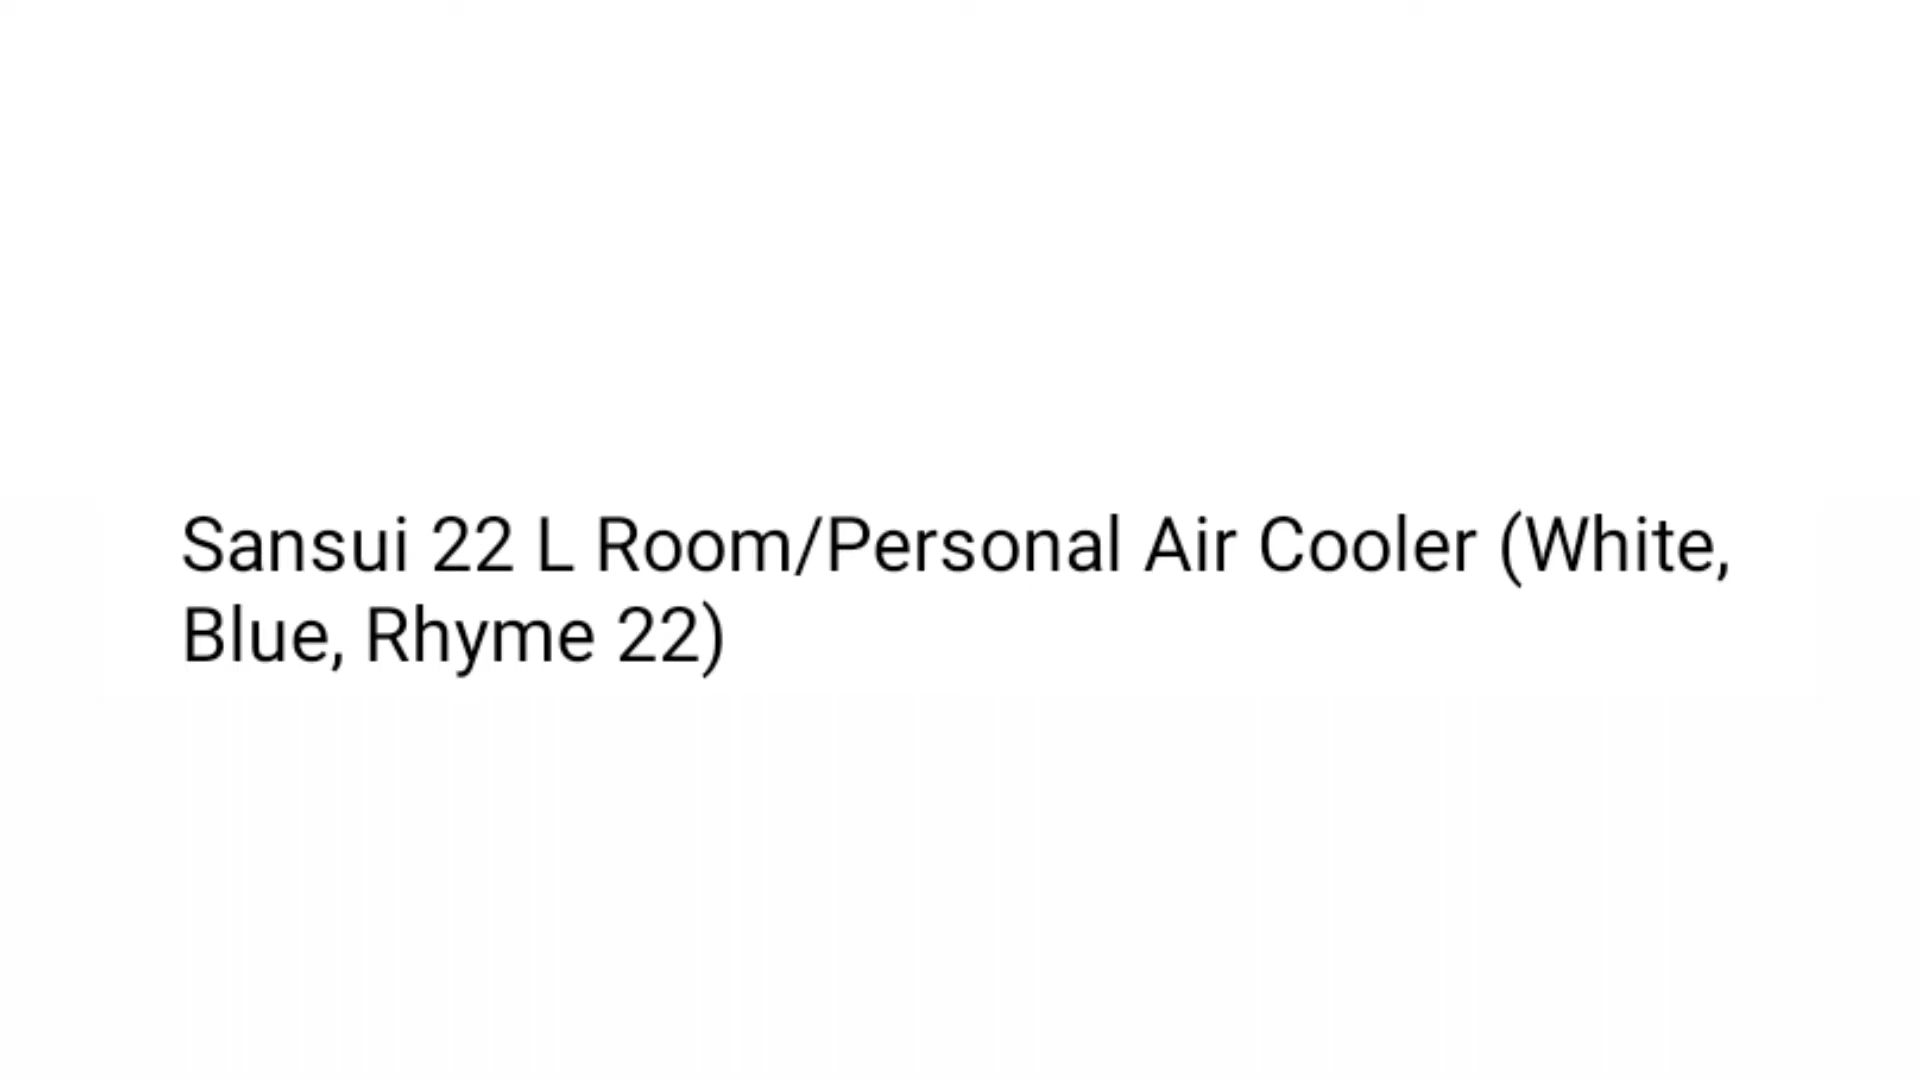 Sansui 22 L Room/Personal Air Cooler (White,
Blue, Rhyme 22)